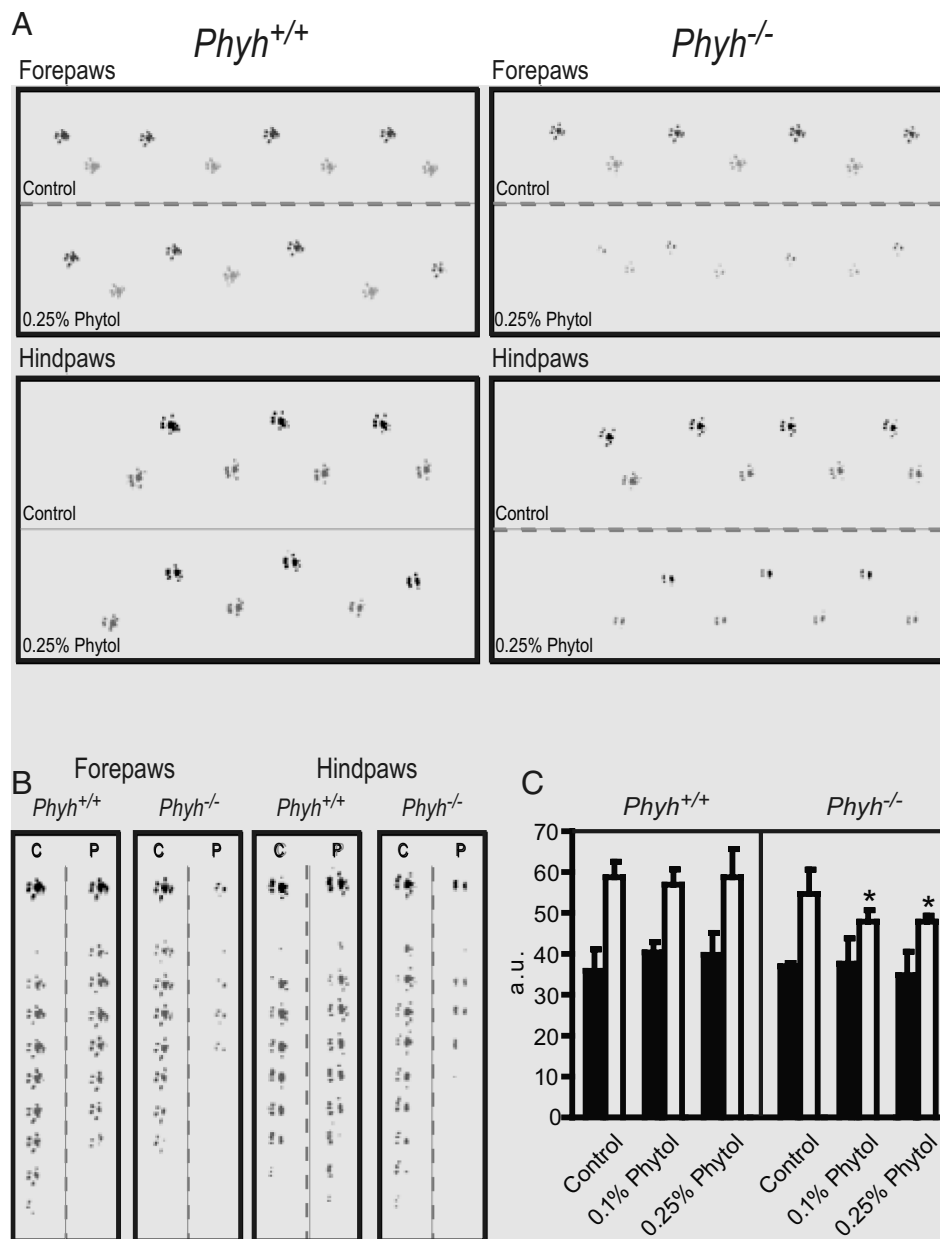 A
Phyh+/+ Phyh-/-
Forepaws Forepaws
Control Control
0.25% Phytol 0.25% Phytol
Hindpaws Hindpaws
Control Control
0.25% Phytol 0.25% Phytol
B Forepaws Hindpaws
Phyh+/+ Phyh-/- Phyh+/+ Phyh-/-
C P C P C P C P
C
Phyh+/+ Phyh-/-
70
60
50
40
30
20
10
0
a.u.
* *
Control 0.1% Phytol 0.25% Phytol Control 0.1% Phytol 0.25% Phytol